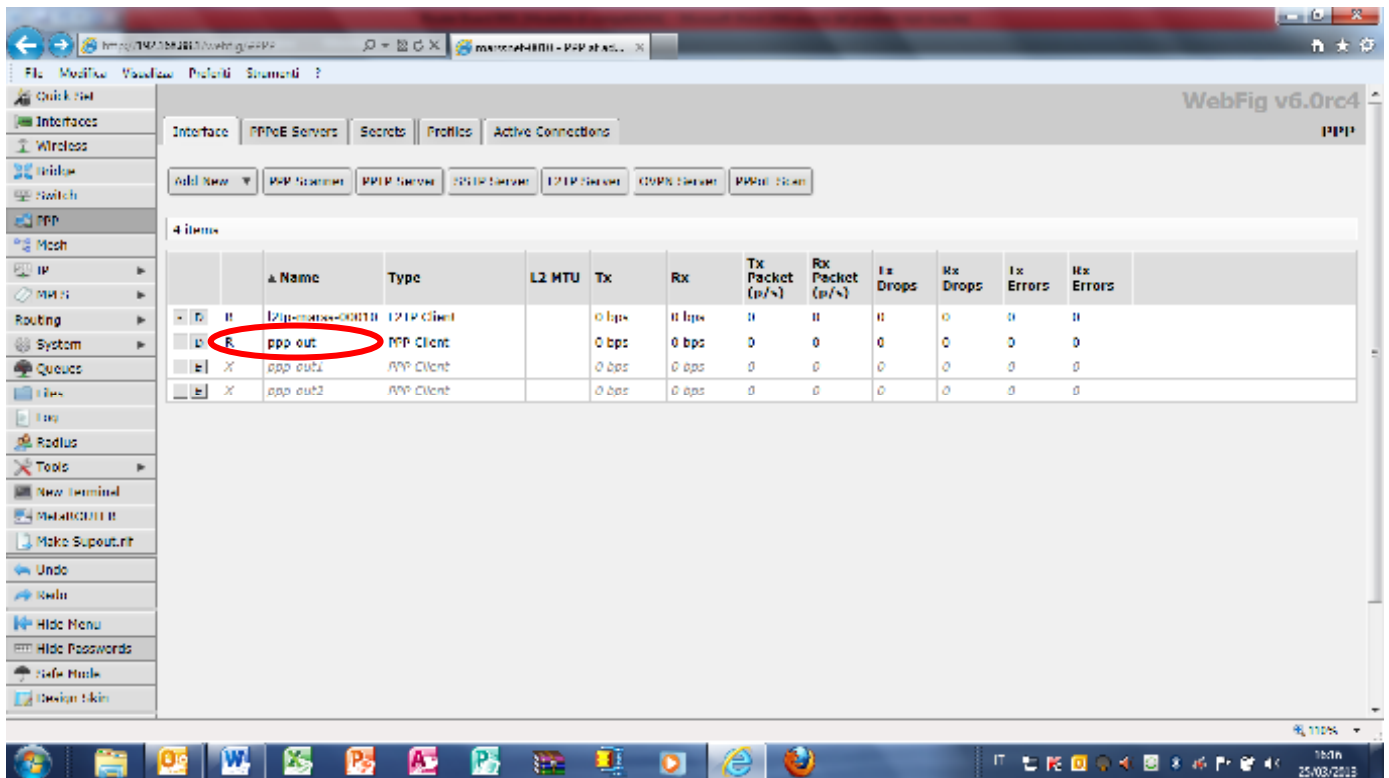 File Modifica Visualizza Preferiti Strumenti ?
WebFig v6.0rc4
PPP
Quick Set
Interfaces
Wireless
Bridge
Switch
PPP
Mesh
IP
MPLS
Routing
System
Queues
Files
Log
Radius
Tools
New Terminal
MetaROUTER
Make Supout.rif
Undo
Redo
Hide Menu
Hide Passwords
Safe Mode
Design Skin
Interface PPPoE Servers Secrets Profiles Active Connections
Add New PPP Scanner PPTP Server SSTP Server L2TP Server OVPN Server PPPoE Scan
4 items
▲ Name Type L2 MTU Tx Rx Tx Packet (p/s) Rx Packet (p/s) Tx Drops Rx Drops Tx Errors Rx Errors
- D R L2TP Client 0 bps 0 bps 0 0 0 0 0 0
D R ppp-out PPP Client 0 bps 0 bps 0 0 0 0 0 0
E X ppp-out1 PPP Client 0 bps 0 bps 0 0 0 0 0 0
E X ppp-out2 PPP Client 0 bps 0 bps 0 0 0 0 0 0
110%
IT
16:16
25/03/2013